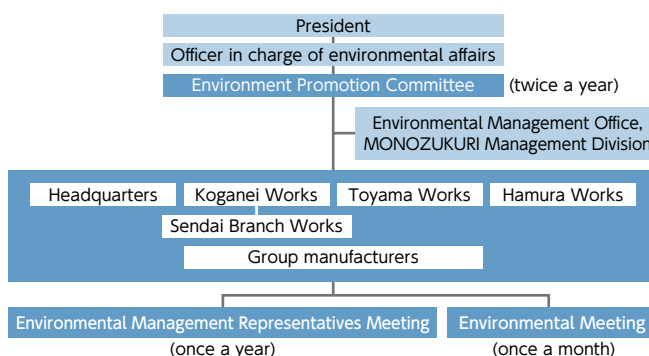 President
Officer in charge of environmental affairs
Environment Promotion Committee (twice a year)
Environmental Management Office,
MONOZUKURI Management Division
Headquarters Koganei Works Toyama Works Hamura Works
Sendai Branch Works
Group manufacturers
Environmental Management Representatives Meeting Environmental Meeting
(once a year) (once a month)